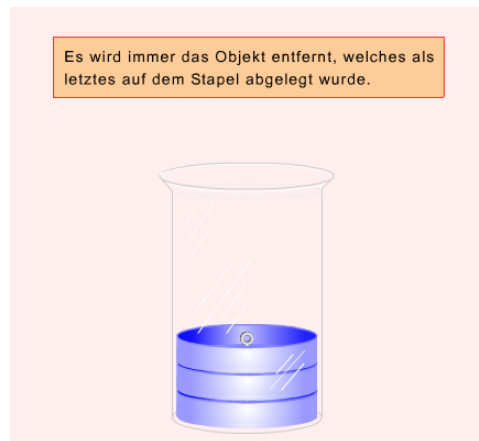 Es wird immer das Objekt entfernt, welches als
letztes auf dem Stapel abgelegt wurde.